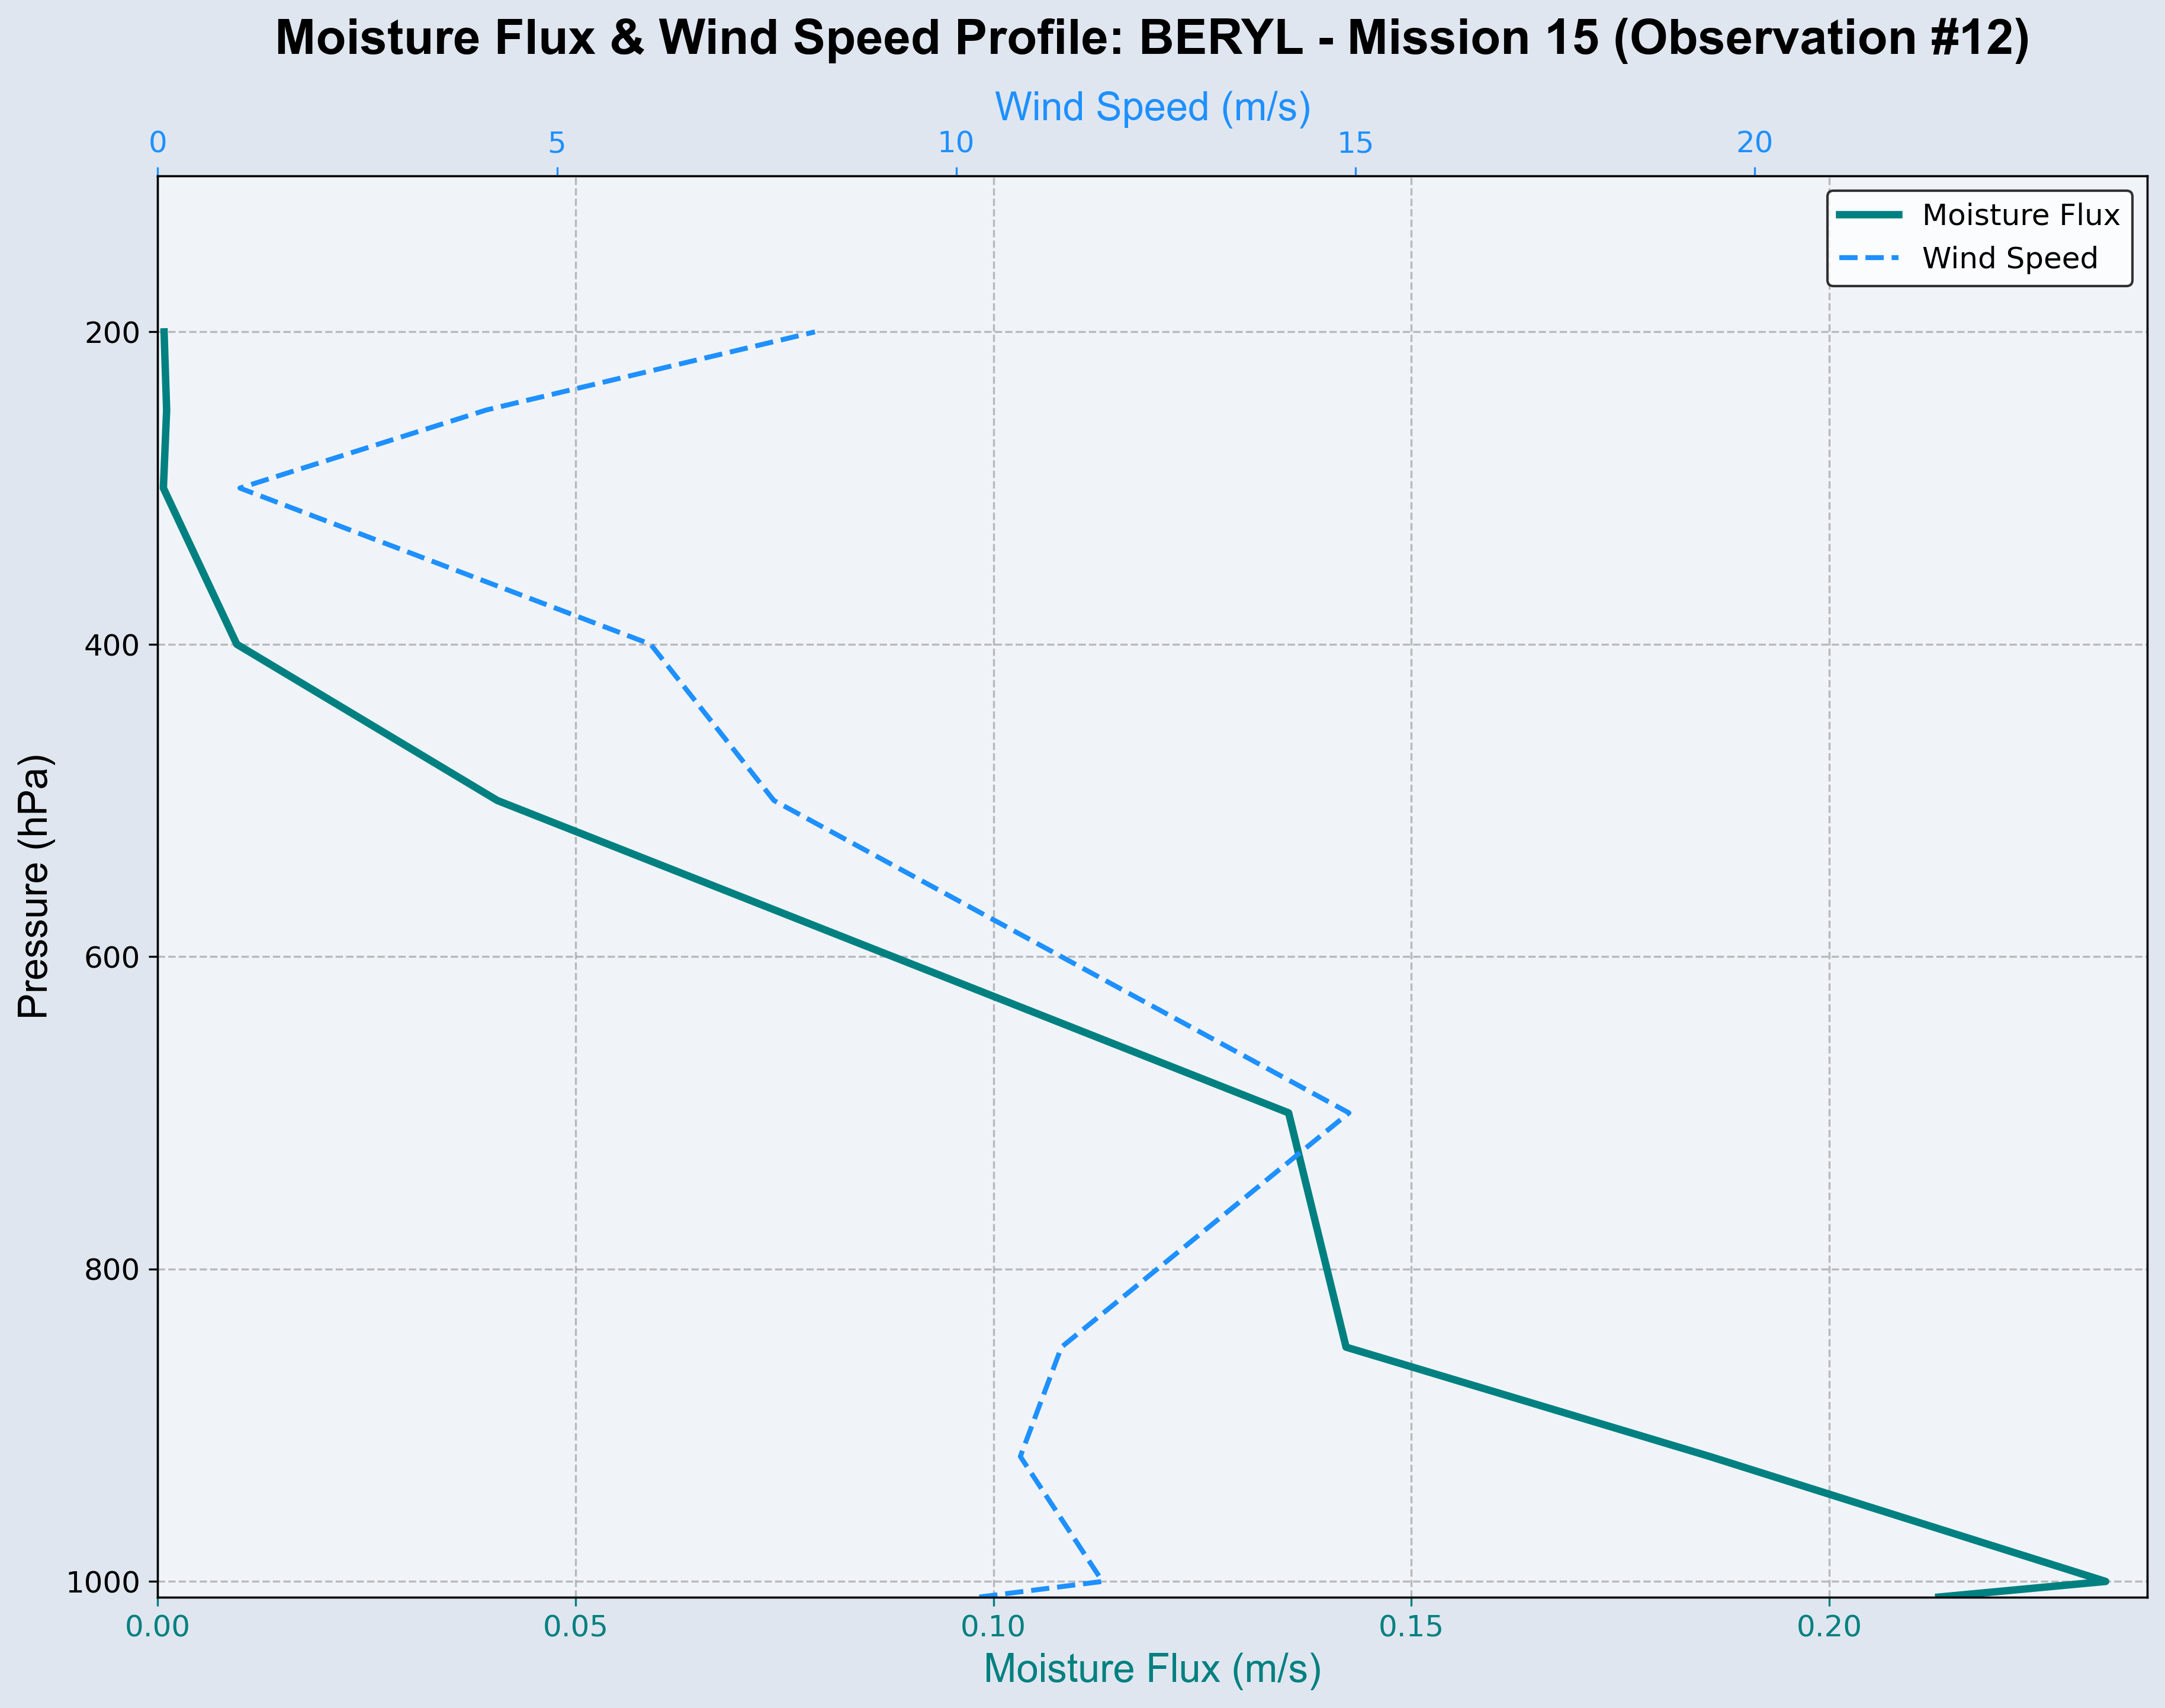 Moisture Flux & Wind Speed Profile: BERYL - Mission 15 (Observation #12)
Wind Speed (m/s)
0 5 10 15 20
Moisture Flux
Wind Speed
200
400
600
800
1000
Pressure (hPa)
0.00 0.05 0.10 0.15 0.20
Moisture Flux (m/s)